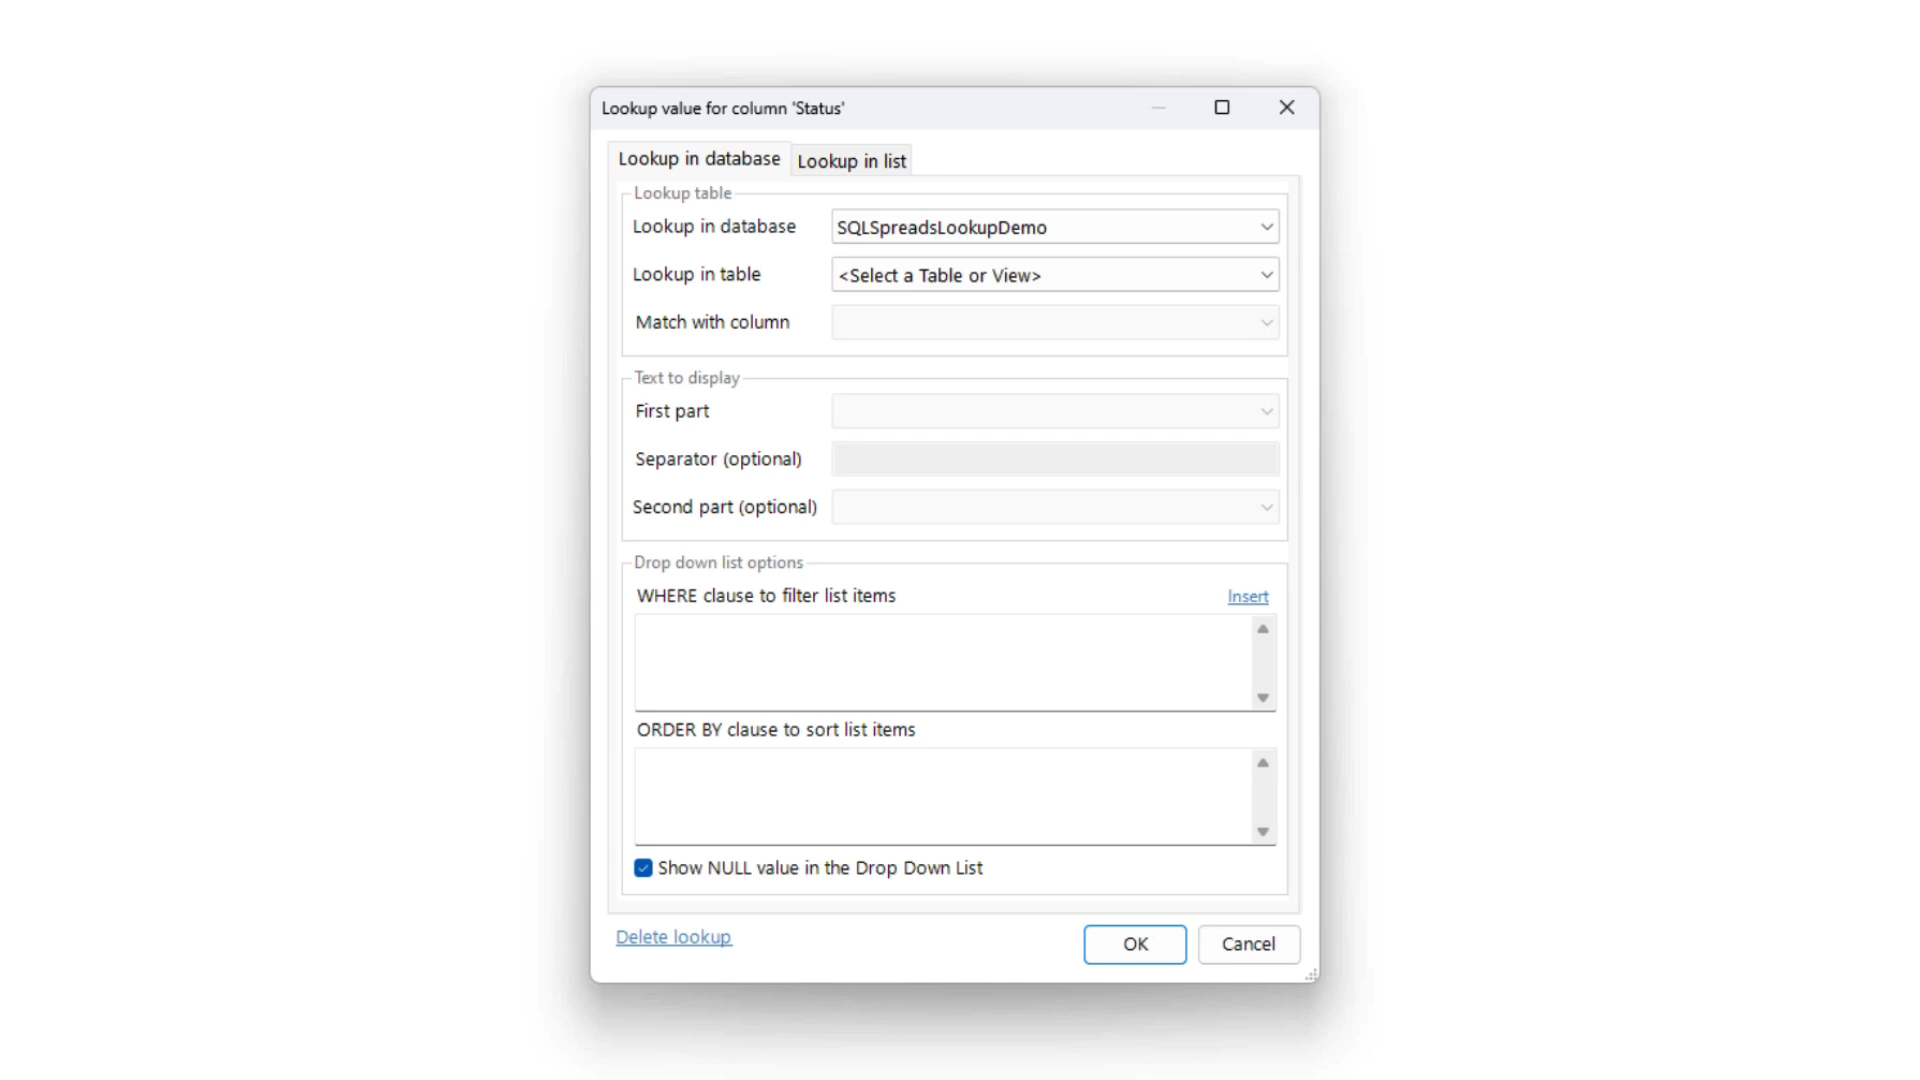 Lookup value for column 'Status'
Lookup in database
Lookup in list
Lookup table
Lookup in database
SQLSpreadsLookupDemo
Lookup in table
<Select a Table or View>
Match with column
Text to display
First part
Separator (optional)
Second part (optional)
Drop down list options
WHERE clause to filter list items
Insert
ORDER BY clause to sort list items
Show NULL value in the Drop Down List
Delete lookup
OK
Cancel